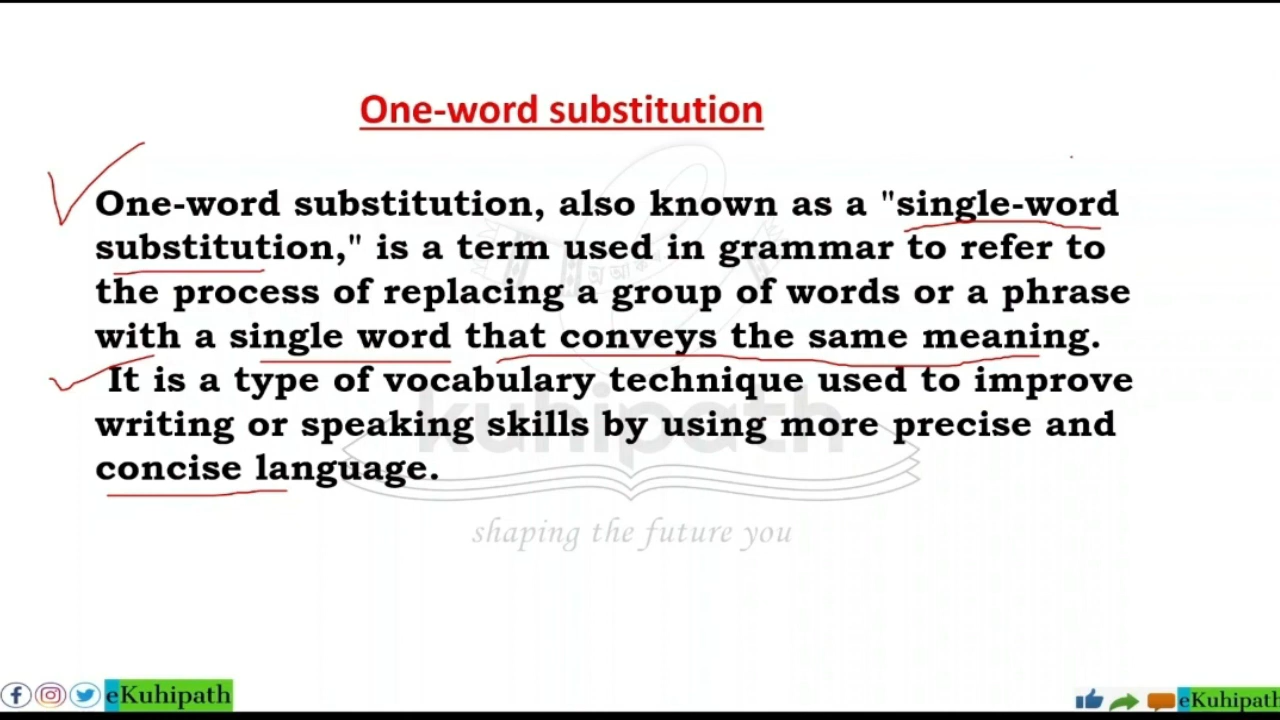 One-word substitution
One-word substitution, also known as a "single-word
substitution," is a term used in grammar to refer to
the process of replacing a group of words or a phrase
with a single word that conveys the same meaning.
It is a type of vocabulary technique used to improve
writing or speaking skills by using more precise and
concise language.
kuhipath
shaping the future you
eKuhipath
eKuhipath